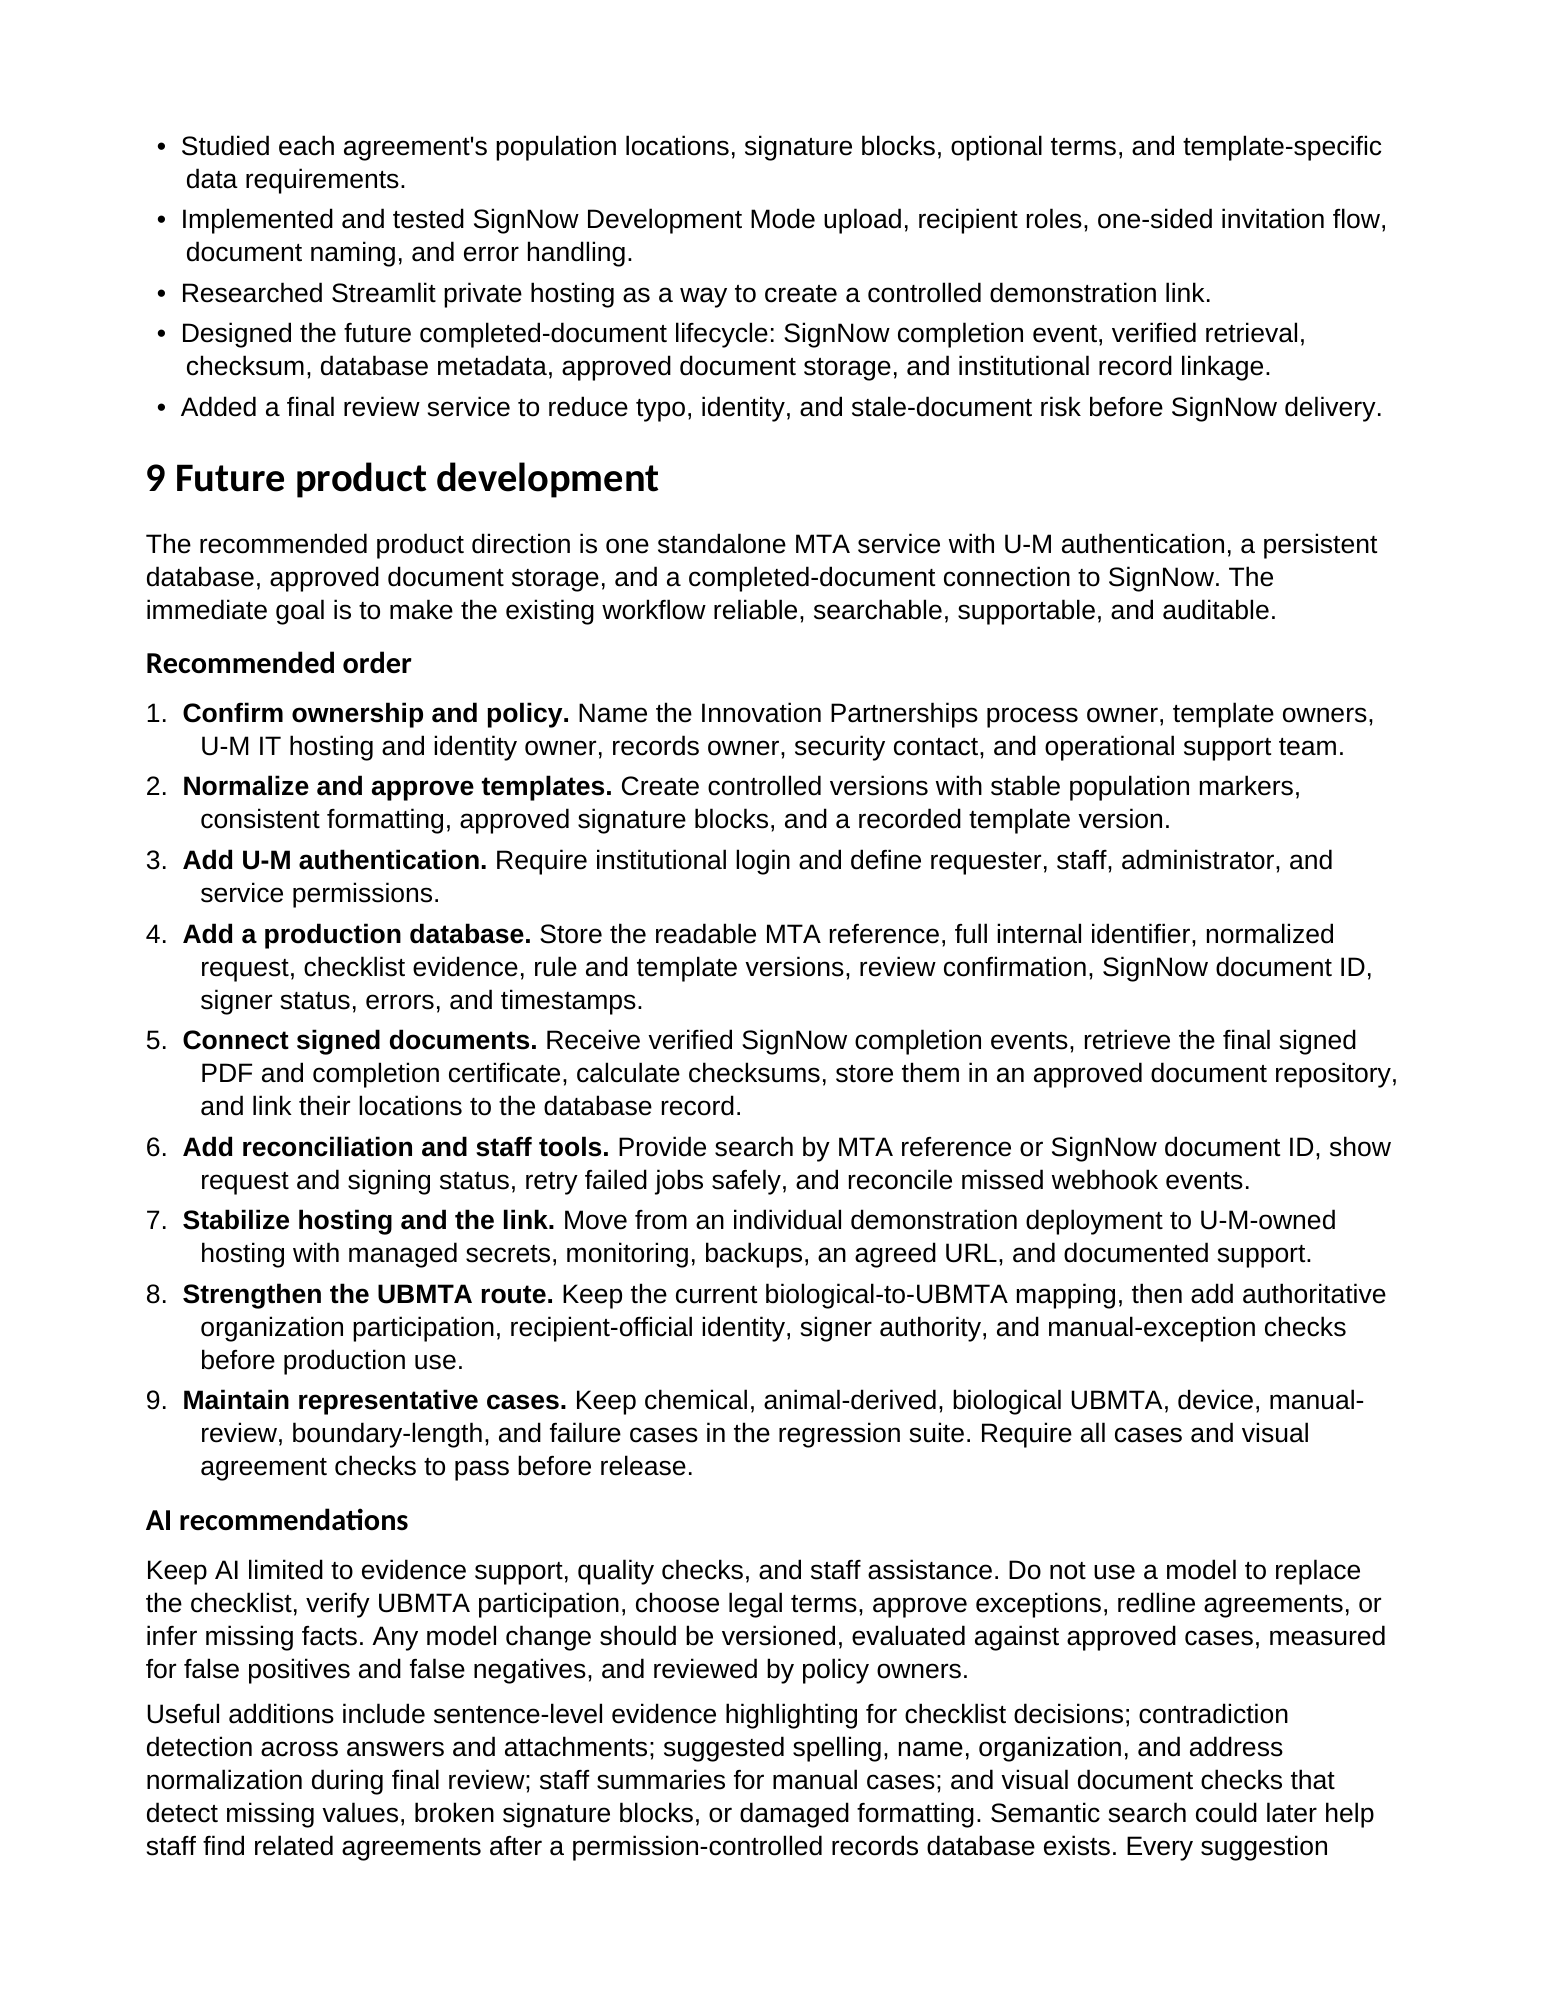 • Studied each agreement's population locations, signature blocks, optional terms, and template-specific
data requirements.
• Implemented and tested SignNow Development Mode upload, recipient roles, one-sided invitation flow,
document naming, and error handling.
• Researched Streamlit private hosting as a way to create a controlled demonstration link.
• Designed the future completed-document lifecycle: SignNow completion event, verified retrieval,
checksum, database metadata, approved document storage, and institutional record linkage.
• Added a final review service to reduce typo, identity, and stale-document risk before SignNow delivery.
9 Future product development
The recommended product direction is one standalone MTA service with U-M authentication, a persistent
database, approved document storage, and a completed-document connection to SignNow. The
immediate goal is to make the existing workflow reliable, searchable, supportable, and auditable.
Recommended order
1. Confirm ownership and policy. Name the Innovation Partnerships process owner, template owners,
U-M IT hosting and identity owner, records owner, security contact, and operational support team.
2. Normalize and approve templates. Create controlled versions with stable population markers,
consistent formatting, approved signature blocks, and a recorded template version.
3. Add U-M authentication. Require institutional login and define requester, staff, administrator, and
service permissions.
4. Add a production database. Store the readable MTA reference, full internal identifier, normalized
request, checklist evidence, rule and template versions, review confirmation, SignNow document ID,
signer status, errors, and timestamps.
5. Connect signed documents. Receive verified SignNow completion events, retrieve the final signed
PDF and completion certificate, calculate checksums, store them in an approved document repository,
and link their locations to the database record.
6. Add reconciliation and staff tools. Provide search by MTA reference or SignNow document ID, show
request and signing status, retry failed jobs safely, and reconcile missed webhook events.
7. Stabilize hosting and the link. Move from an individual demonstration deployment to U-M-owned
hosting with managed secrets, monitoring, backups, an agreed URL, and documented support.
8. Strengthen the UBMTA route. Keep the current biological-to-UBMTA mapping, then add authoritative
organization participation, recipient-official identity, signer authority, and manual-exception checks
before production use.
9. Maintain representative cases. Keep chemical, animal-derived, biological UBMTA, device, manual-
review, boundary-length, and failure cases in the regression suite. Require all cases and visual
agreement checks to pass before release.
AI recommendations
Keep AI limited to evidence support, quality checks, and staff assistance. Do not use a model to replace
the checklist, verify UBMTA participation, choose legal terms, approve exceptions, redline agreements, or
infer missing facts. Any model change should be versioned, evaluated against approved cases, measured
for false positives and false negatives, and reviewed by policy owners.
Useful additions include sentence-level evidence highlighting for checklist decisions; contradiction
detection across answers and attachments; suggested spelling, name, organization, and address
normalization during final review; staff summaries for manual cases; and visual document checks that
detect missing values, broken signature blocks, or damaged formatting. Semantic search could later help
staff find related agreements after a permission-controlled records database exists. Every suggestion